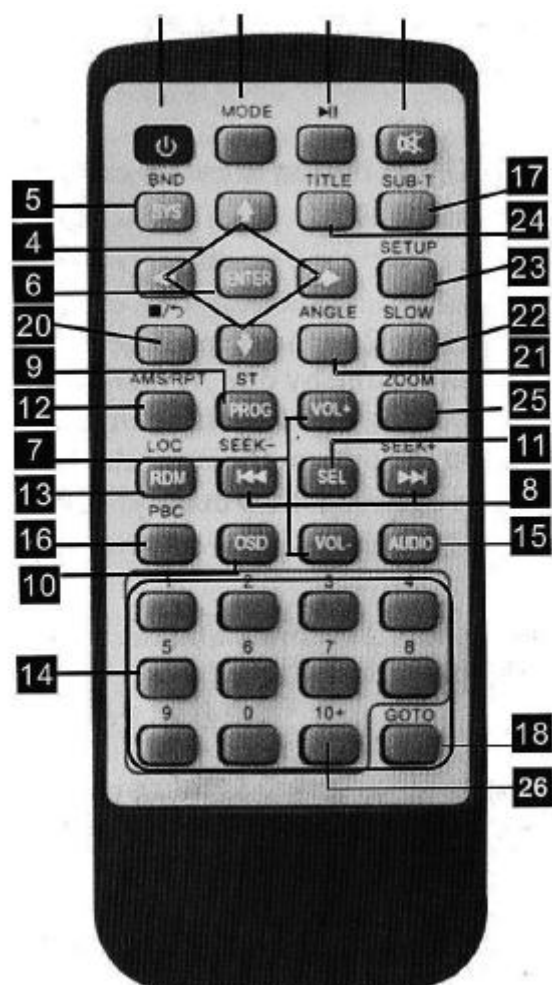 MODE ⏯
BND TITLE SUB-T
5 SYS 17
4 24
SETUP
6 ENTER 23
■/⮌ ANGLE SLOW
20 22
9 21
AMS/RPT ST ZOOM
12 PROG VOL+ 25
7 11
LOC SEEK- SEEK+
13 RDM SEL 8
PBC
16 OSD VOL- AUDIO 15
10
1 2 3 4
5 6 7 8
14
9 0 10+ GOTO
18
26